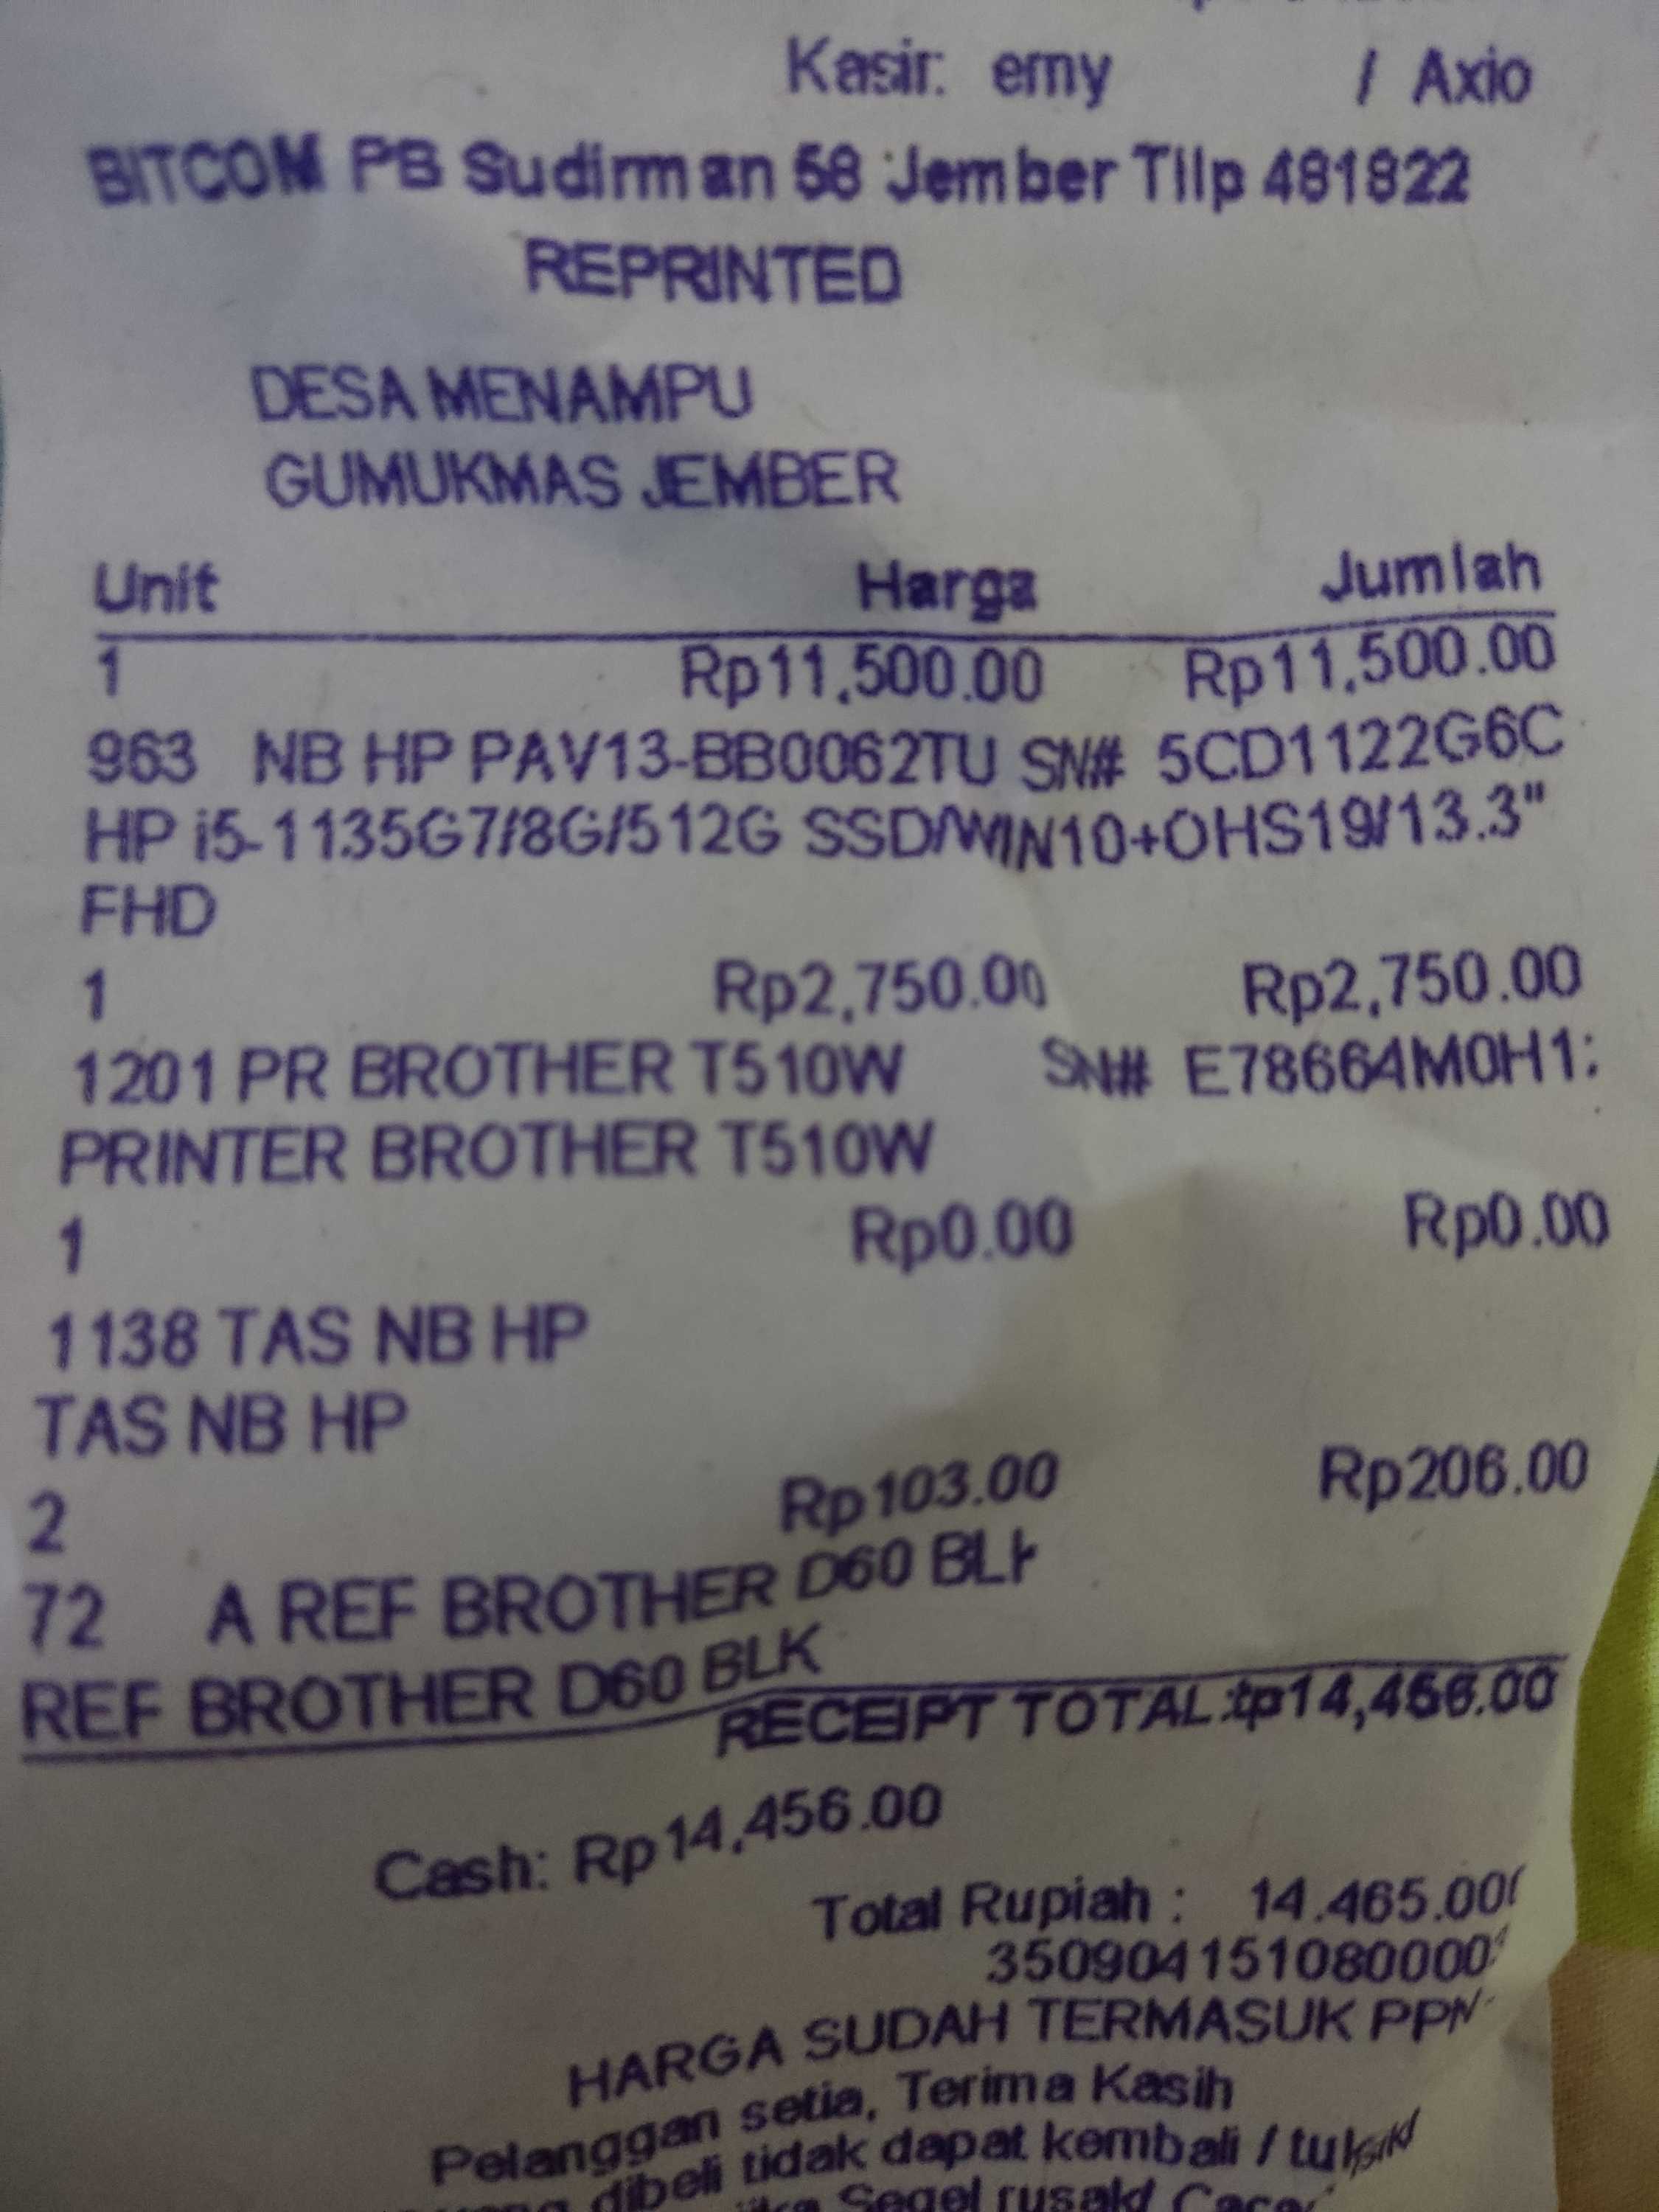 Kasir: erny / Axio
BITCOM PB Sudirman 58 Jember Tllp 481822
REPRINTED
DESA MENAMPU
GUMUKMAS JEMBER
Unit Harga Jumlah
1 Rp11,500.00 Rp11,500.00
963 NB HP PAV13-BB0062TU SN# 5CD1122G6C
HP i5-1135G7/8G/512G SSD/WIN10+OHS19/13.3"
FHD
1 Rp2,750.00 Rp2,750.00
1201 PR BROTHER T510W SN# E78664M0H1;
PRINTER BROTHER T510W
1 Rp0.00 Rp0.00
1138 TAS NB HP
TAS NB HP
2 Rp103.00 Rp206.00
72 A REF BROTHER D60 BLK
REF BROTHER D60 BLK
RECEIPT TOTAL: Rp14,456.00
Cash: Rp14,456.00
Total Rupiah : 14.465.000
350904151080000
HARGA SUDAH TERMASUK PPN
Pelanggan setia, Terima Kasih
dibeli tidak dapat kembali /
Segel rusak/